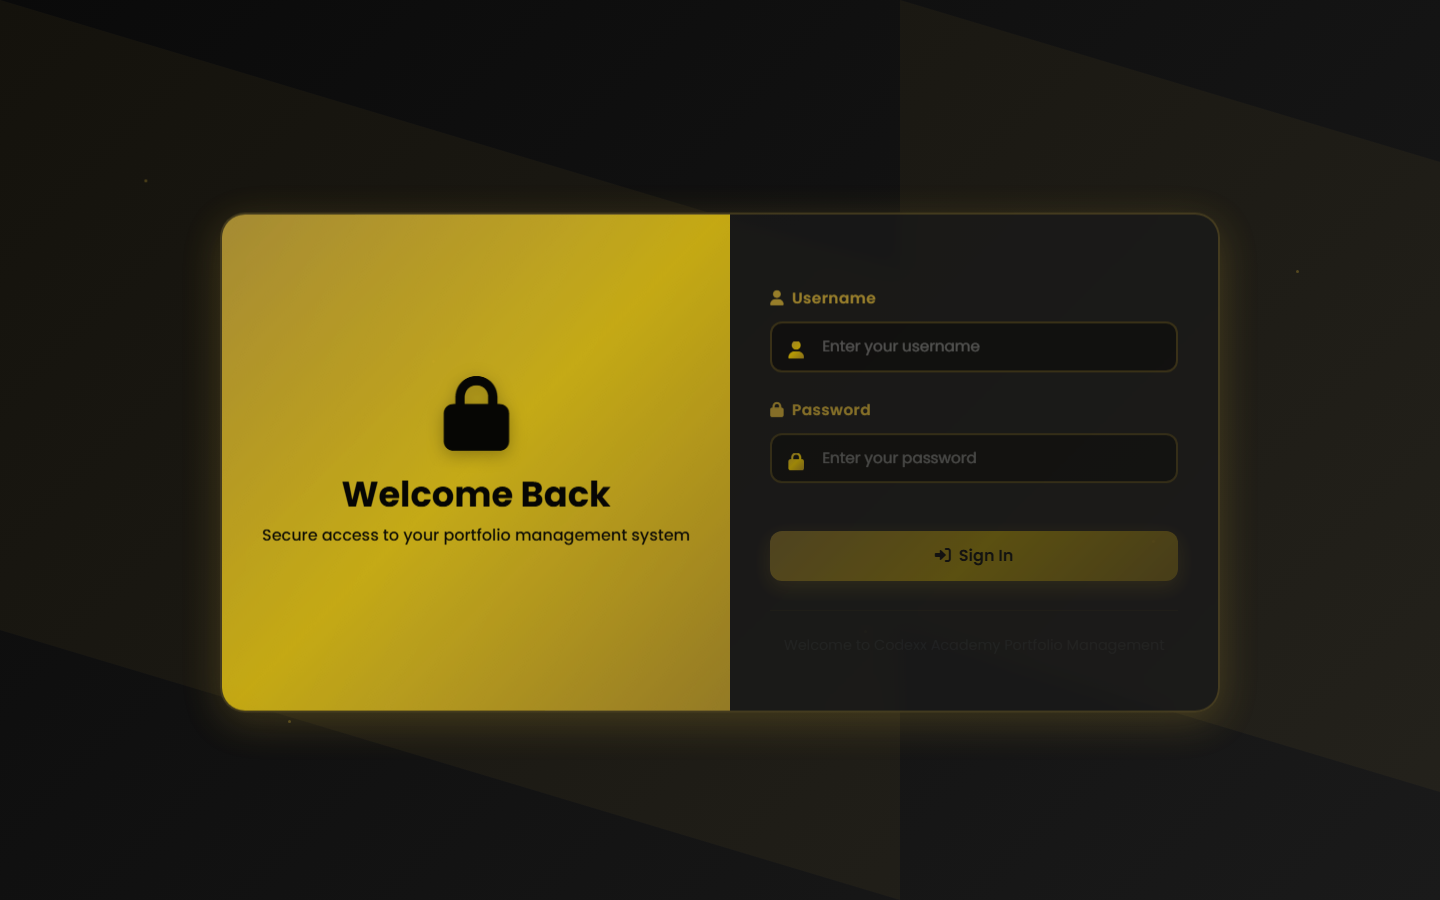 Welcome Back
Secure access to your portfolio management system
Username
Enter your username
Password
Enter your password
Sign In
Welcome to Codexx Academy Portfolio Management